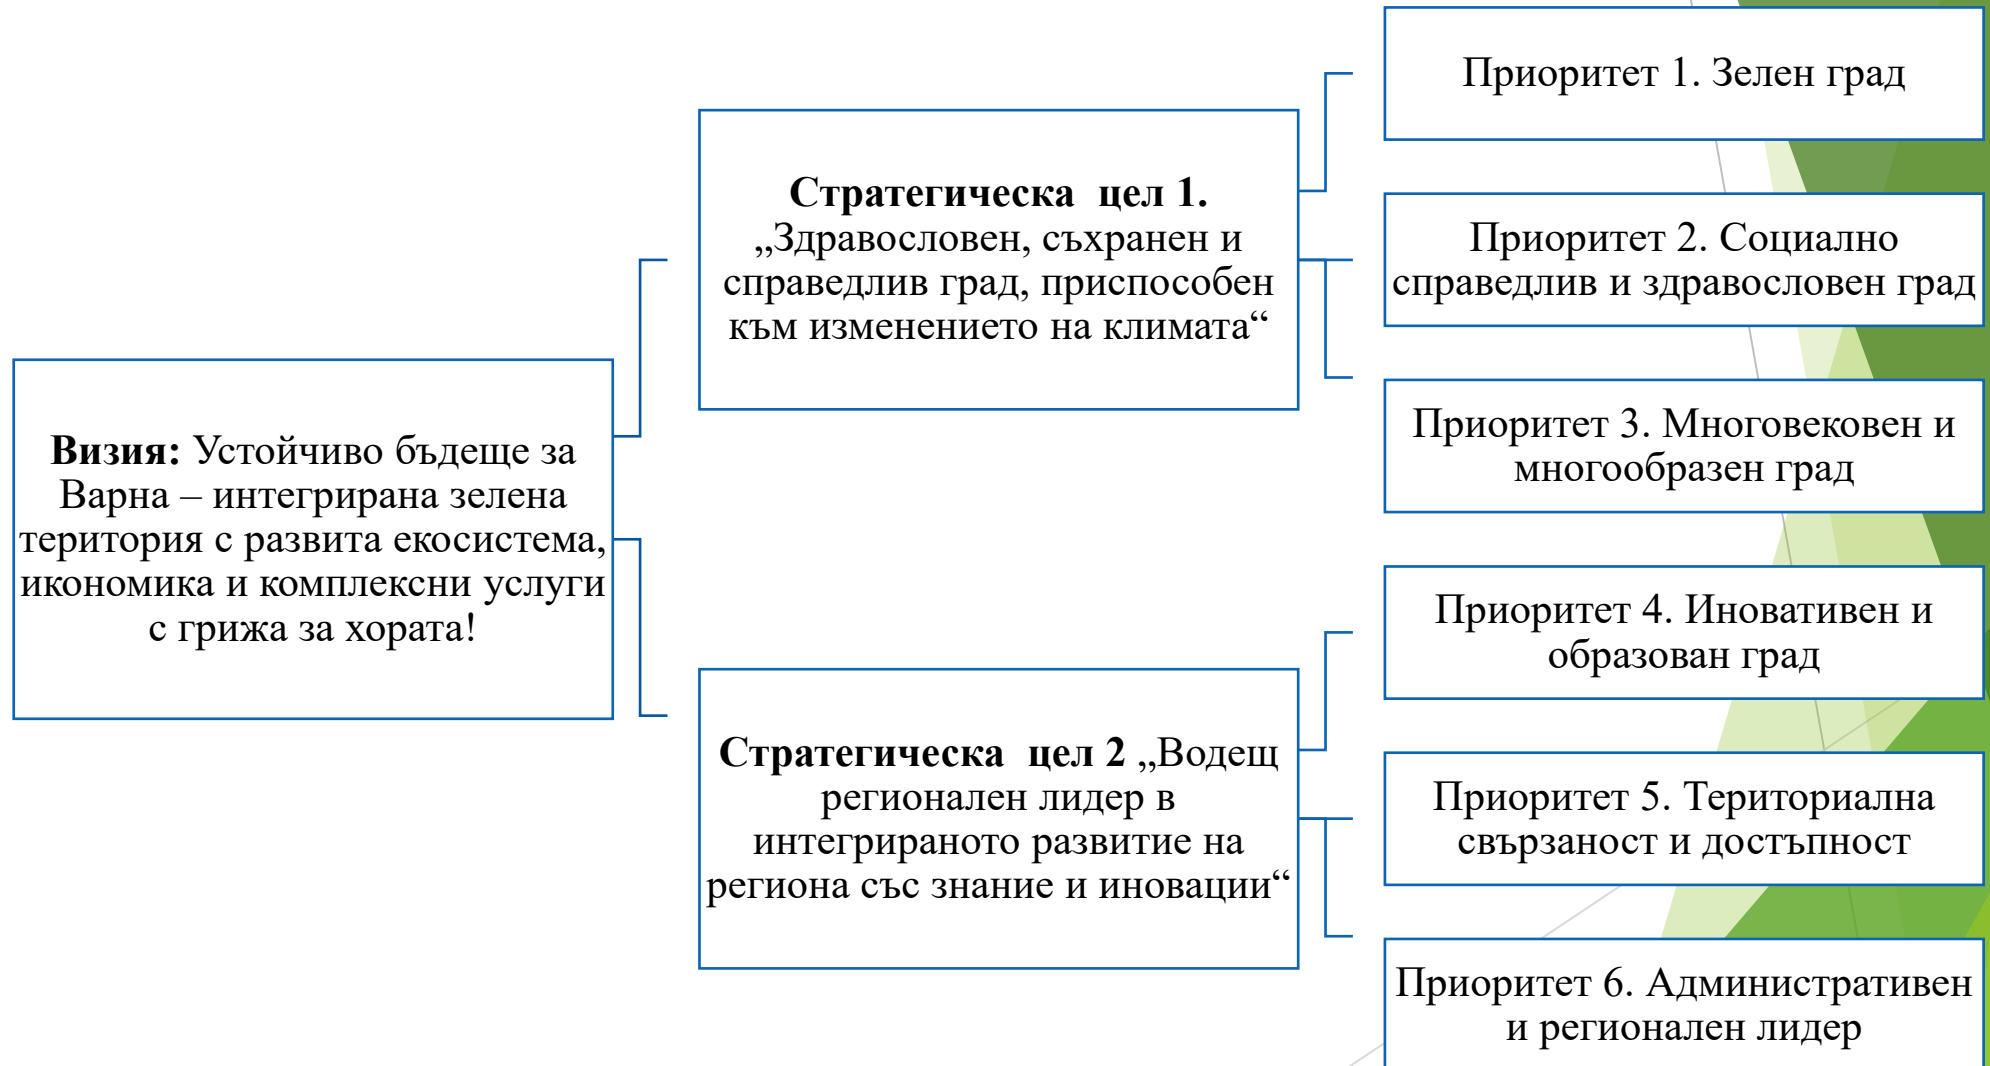 Визия: Устойчиво бъдеще за
Варна – интегрирана зелена
територия с развита екосистема,
икономика и комплексни услуги
с грижа за хората!
Стратегическа  цел 1.
„Здравословен, съхранен и
справедлив град, приспособен
към изменението на климата“
Приоритет 1. Зелен град
Приоритет 2. Социално
справедлив и здравословен град
Приоритет 3. Многовековен и
многообразен град
Стратегическа  цел 2 „Водещ
регионален лидер в
интегрираното развитие на
региона със знание и иновации“
Приоритет 4. Иновативен и
образован град
Приоритет 5. Териториална
свързаност и достъпност
Приоритет 6. Административен
и регионален лидер